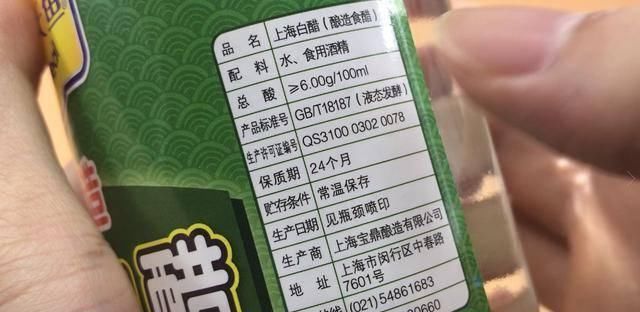 品名 上海白醋（酿造食醋）
配料 水、食用酒精
总酸 ≥6.00g/100ml
产品标准号 GB/T18187（液态发酵）
生产许可证编号 QS3100 0302 0078
保质期 24个月
贮存条件 常温保存
生产日期 见瓶颈喷印
生产商 上海宝鼎酿造有限公司
地址 上海市闵行区中春路
7601号
(021) 54861683
醋